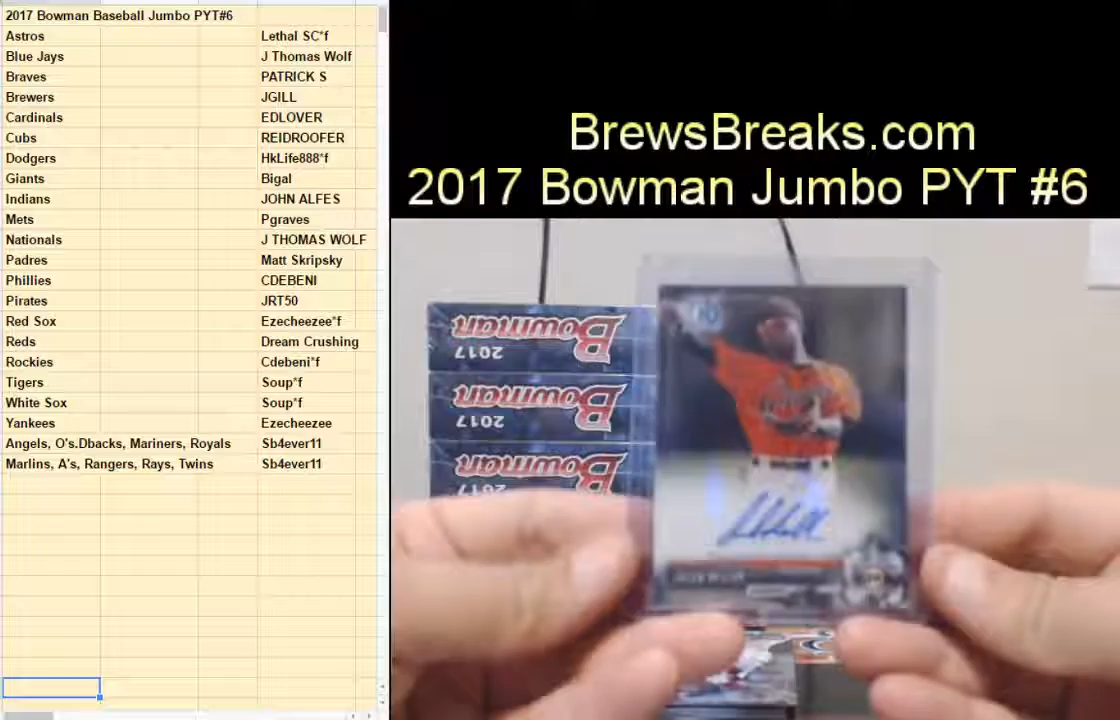 2017 Bowman Baseball Jumbo PYT#6
Astros Lethal SC*f
Blue Jays J Thomas Wolf
Braves PATRICK S
Brewers JGILL
Cardinals EDLOVER
Cubs REIDROOFER
Dodgers HkLife888*f
Giants Bigal
Indians JOHN ALFES
Mets Pgraves
Nationals J THOMAS WOLF
Padres Matt Skripsky
Phillies CDEBENI
Pirates JRT50
Red Sox Ezecheezee*f
Reds Dream Crushing
Rockies Cdebeni*f
Tigers Soup*f
White Sox Soup*f
Yankees Ezecheezee
Angels, O's.Dbacks, Mariners, Royals Sb4ever11
Marlins, A's, Rangers, Rays, Twins Sb4ever11
BrewsBreaks.com
2017 Bowman Jumbo PYT #6
Bowman
2017
Bowman
2017
Bowman
2017